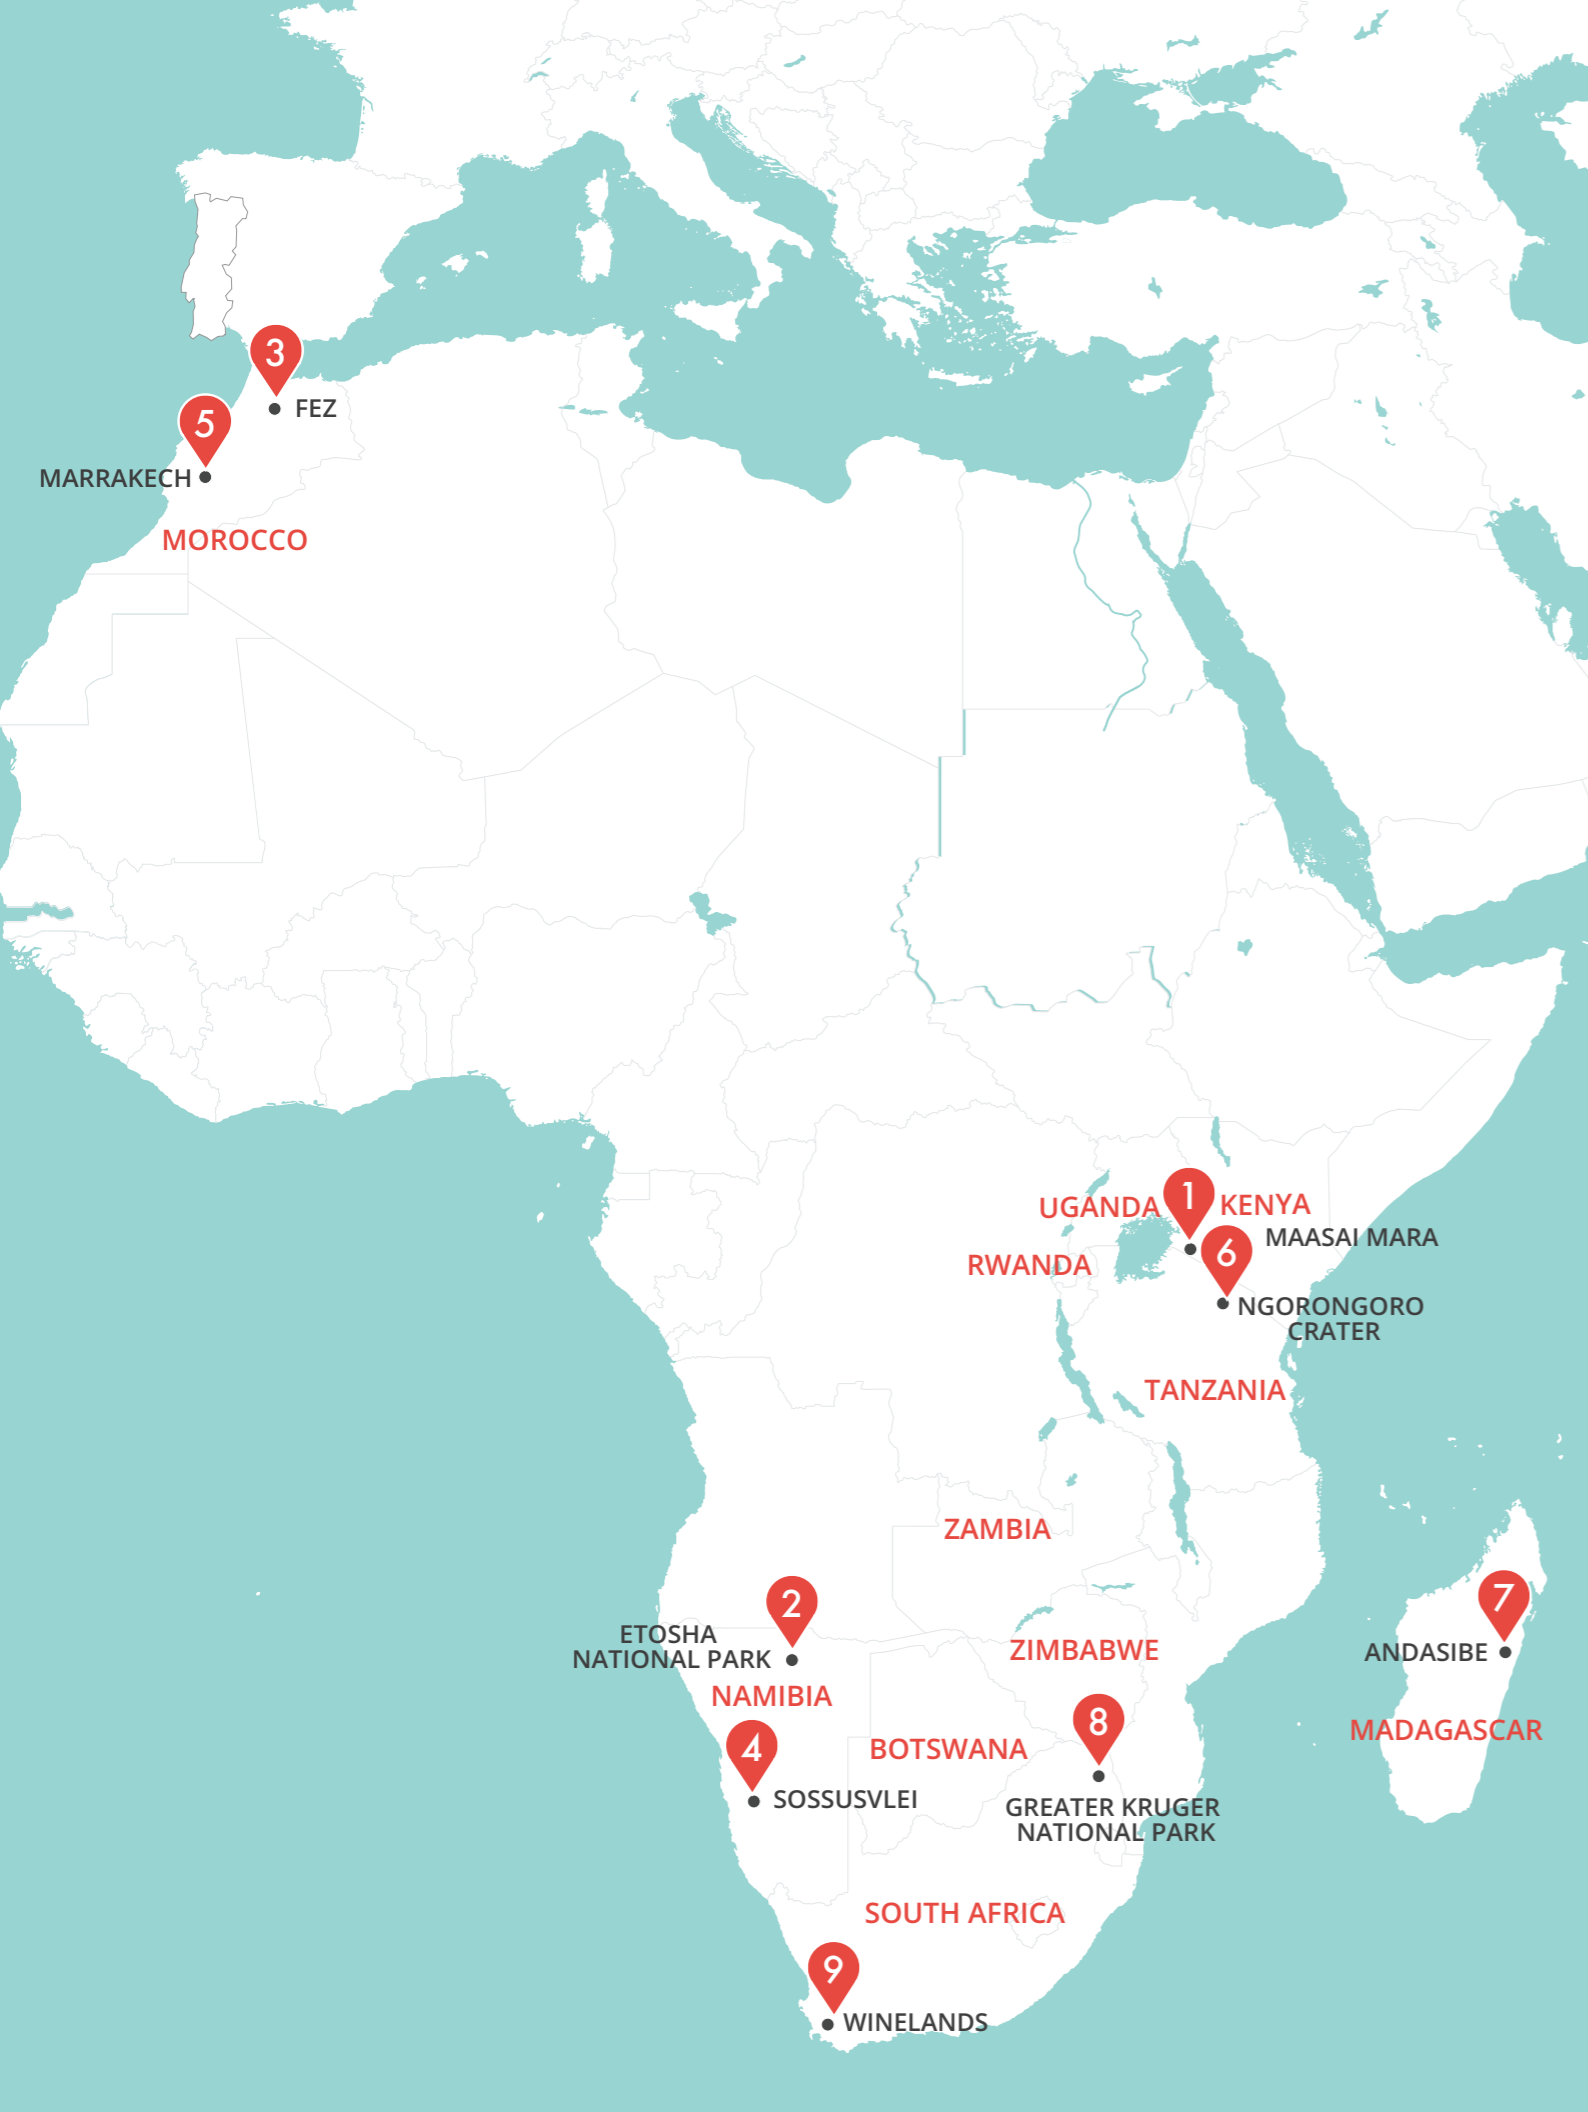 3
FEZ
5
MARRAKECH
MOROCCO
UGANDA
1
KENYA
MAASAI MARA
6
RWANDA
NGORONGORO
CRATER
TANZANIA
ZAMBIA
2
ETOSHA
NATIONAL PARK
NAMIBIA
7
ANDASIBE
MADAGASCAR
ZIMBABWE
8
BOTSWANA
4
SOSSUSVLEI
GREATER KRUGER
NATIONAL PARK
SOUTH AFRICA
9
WINELANDS